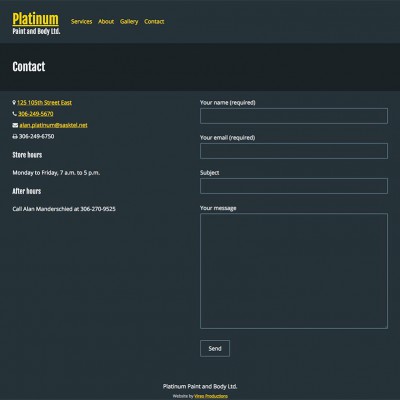 Platinum
Paint and Body Ltd.
Services About Gallery Contact
Contact
125 105th Street East
306-249-5670
alan.platinum@sasktel.net
306-249-6750
Store hours
Monday to Friday, 7 a.m. to 5 p.m.
After hours
Call Alan Manderschied at 306-270-9525
Your name (required)
Your email (required)
Subject
Your message
Send
Platinum Paint and Body Ltd.
Website by Vireo Productions